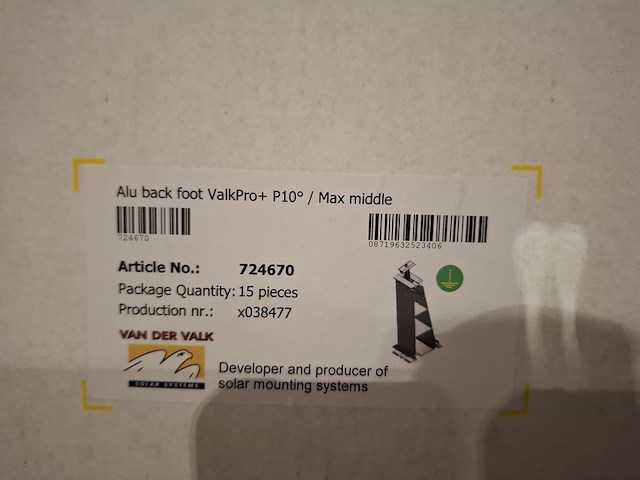 Alu back foot ValkPro+ P10° / Max middle
724670
08719632523406
Article No.: 724670
Package Quantity: 15 pieces
Production nr.: x038477
VAN DER VALK
SOLAR SYSTEMS
Developer and producer of
solar mounting systems